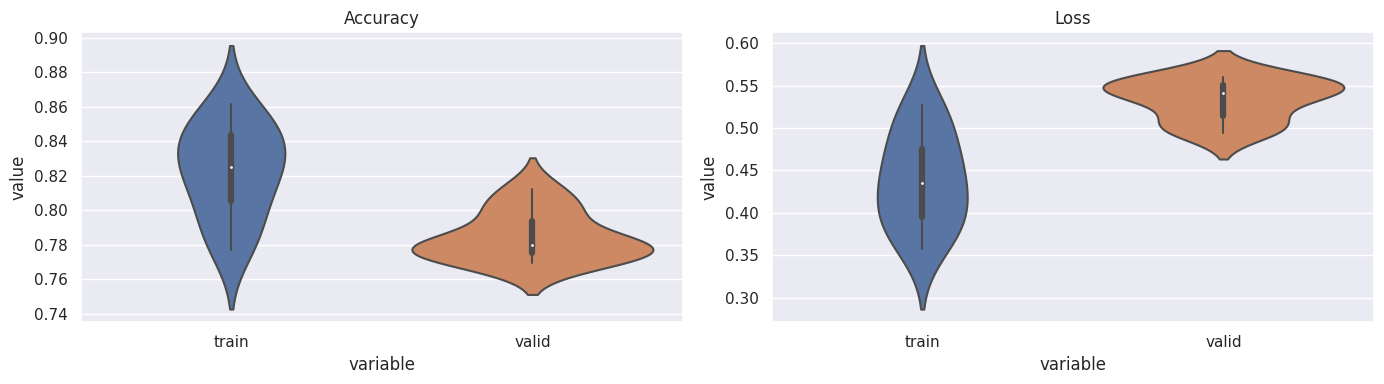 Accuracy
0.90
0.88
0.86
0.84
0.82
0.80
0.78
0.76
0.74
value
train
valid
variable
Loss
0.60
0.55
0.50
0.45
0.40
0.35
0.30
value
train
valid
variable